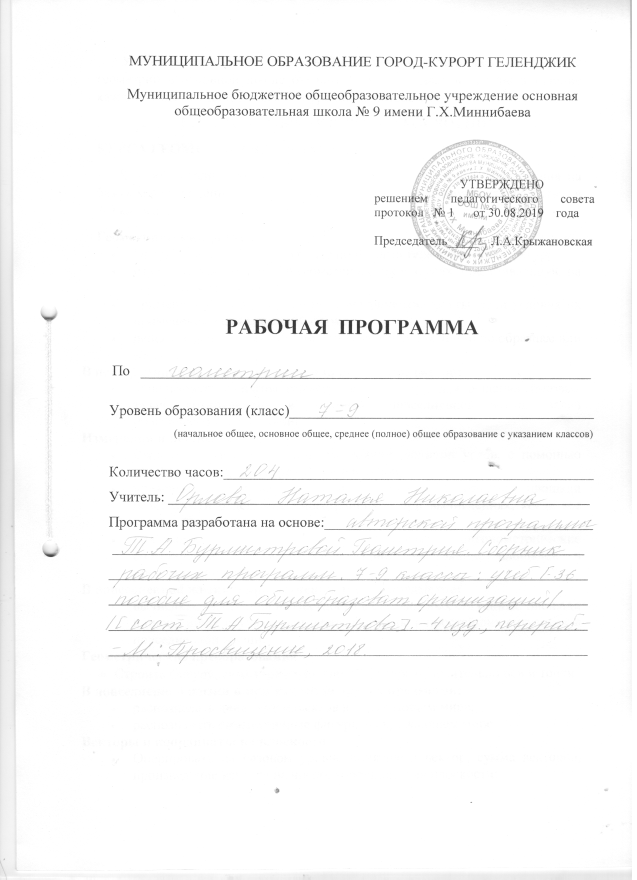 МУНИЦИПАЛЬНОЕ ОБРАЗОВАНИЕ ГОРОД-КУРОРТ ГЕЛЕНДЖИК
Муниципальное бюджетное общеобразовательное учреждение основная
общеобразовательная школа № 9 имени Г.Х.Миннибаева
УТВЕРЖДЕНО
решением педагогического совета
протокол № 1 от 30.08.2019 года
Председатель Л.А.Крыжановская
РАБОЧАЯ ПРОГРАММА
По геометрии
Уровень образования (класс) 7-9
(начальное общее, основное общее, среднее (полное) общее образование с указанием классов)
Количество часов: 204
Учитель: Орлова Наталья Николаевна
Программа разработана на основе: авторской программы
Т.А. Бурмистровой Геометрия. Сборник
рабочих программ. 7-9 класса: учеб
пособие для общеобразоват организаций/
[сост. Т.А Бурмистрова]. - 4 изд., перераб.-
- М.: Просвещение, 2018.